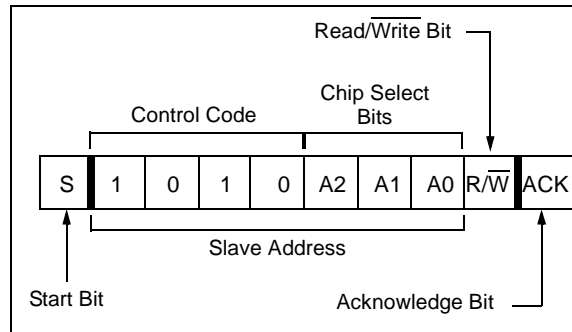 Read/Write Bit
Chip Select
Bits
Control Code
S 1 0 1 0 A2 A1 A0 R/W ACK
Slave Address
Start Bit
Acknowledge Bit